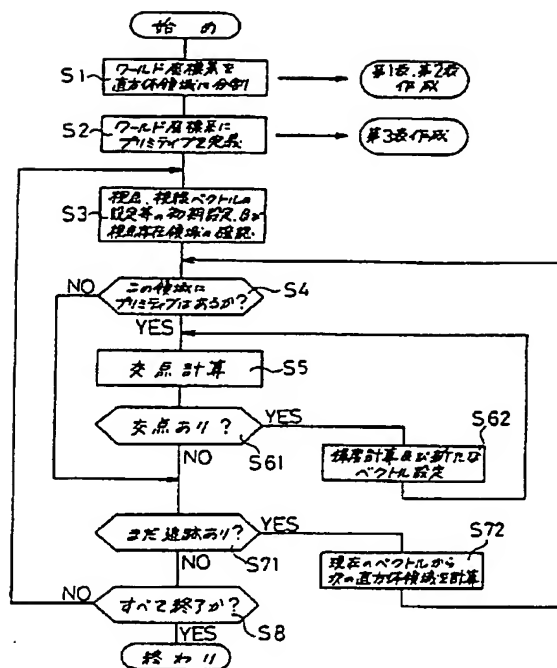 始め
S1
ワールド座標系を
直方体領域に分割
第1表、第2表
作成
S2
ワールド座標系に
プリミティブを定義
第3表作成
S3
視点、視線ベクトルの
設定等の初期設定、及び
視点存在領域の確認
NO
この領域に
プリミティブはあるか?
S4
YES
交点計算
S5
交点あり?
YES
S61
NO
S62
輝度計算及び新たな
ベクトル設定
まだ追跡あり?
YES
S71
NO
S72
現在のベクトルから
次の直方体領域を計算
NO
すべて終了か?
S8
YES
終わり